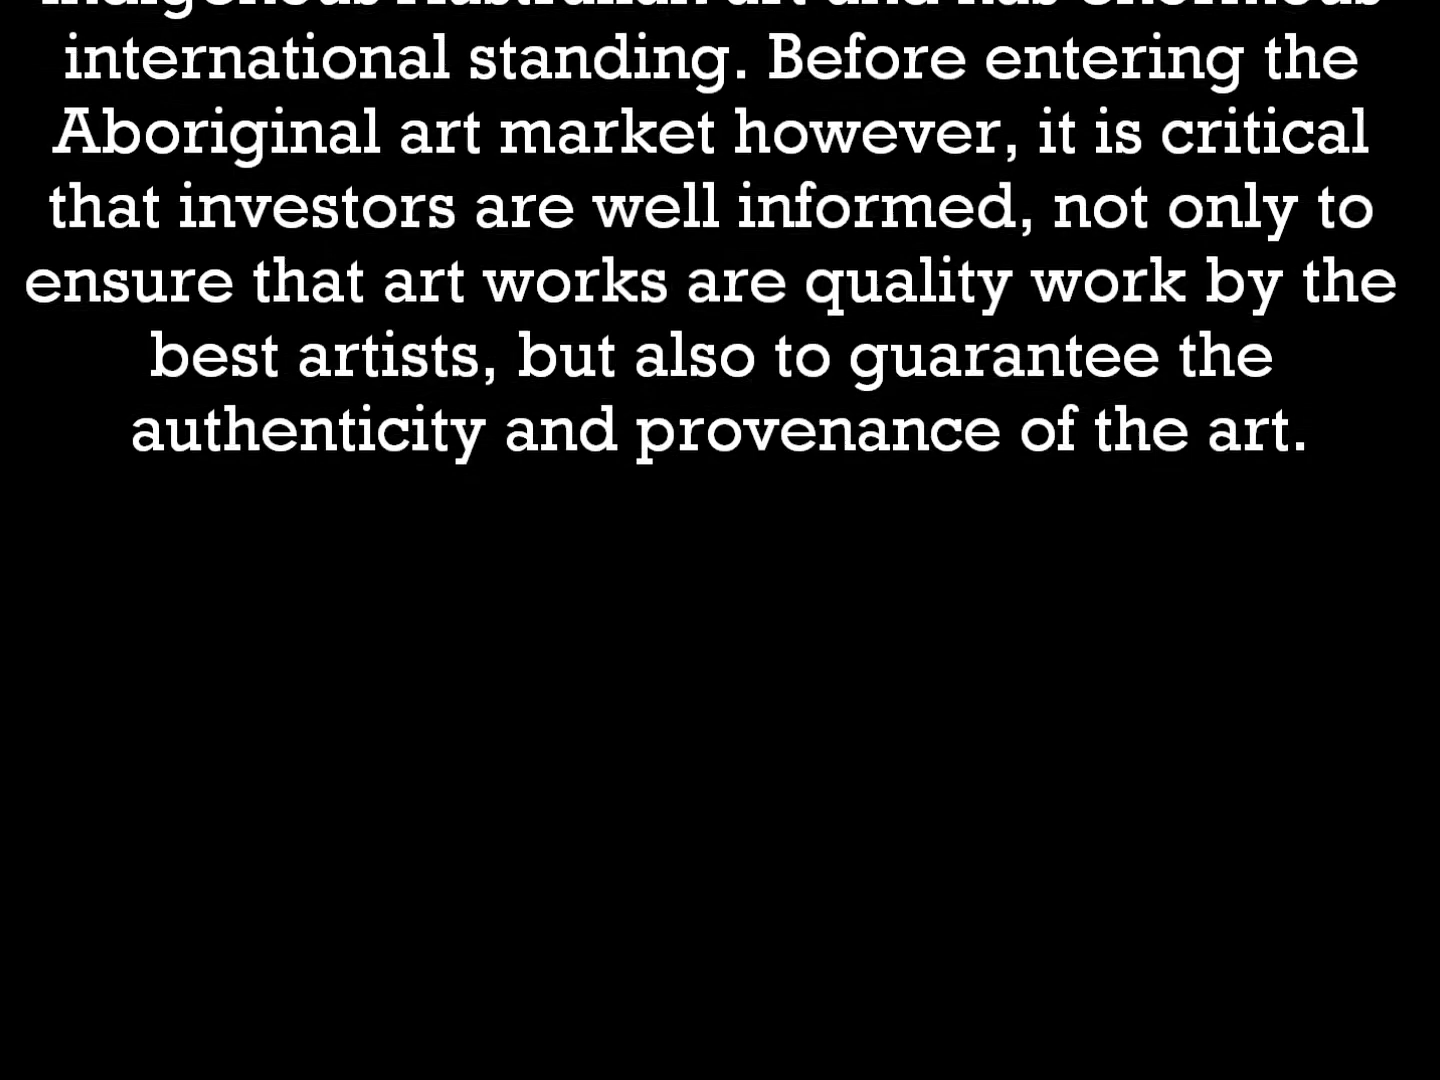 Indigenous Australian art and has enormous
international standing. Before entering the
Aboriginal art market however, it is critical
that investors are well informed, not only to
ensure that art works are quality work by the
best artists, but also to guarantee the
authenticity and provenance of the art.